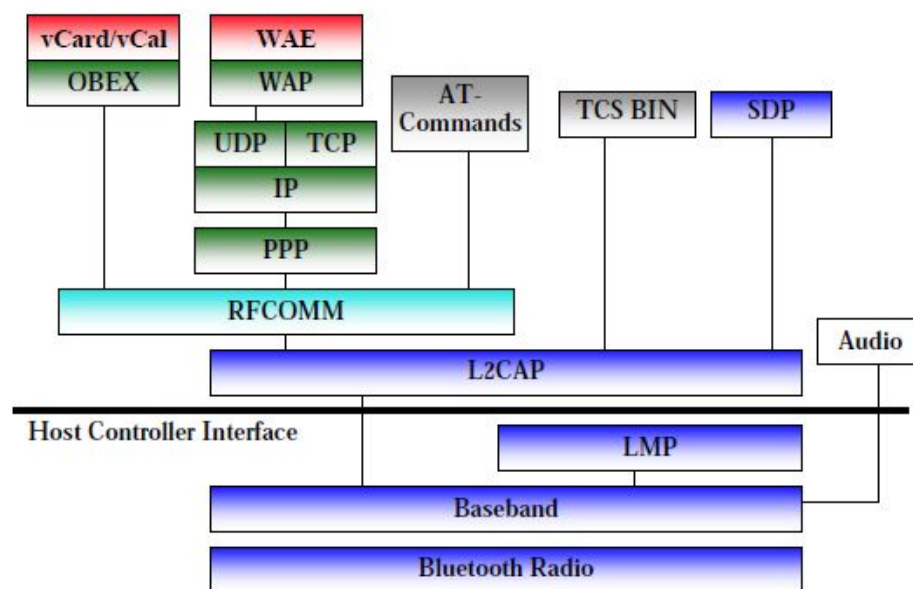 vCard/vCal
OBEX
WAE
WAP
UDP
TCP
IP
PPP
AT-
Commands
TCS BIN
SDP
RFCOMM
L2CAP
Audio
Host Controller Interface
LMP
Baseband
Bluetooth Radio